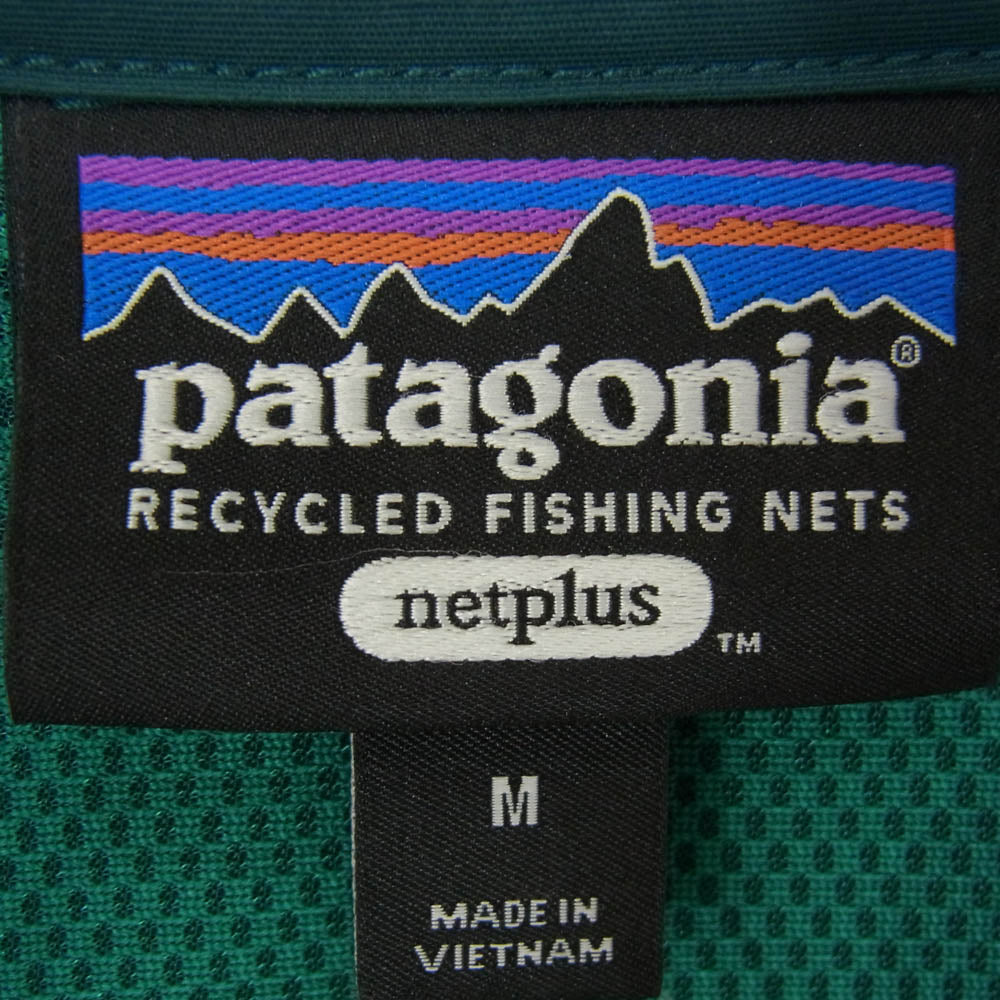 patagonia®
RECYCLED FISHING NETS
netplus™
M
MADE IN
VIETNAM